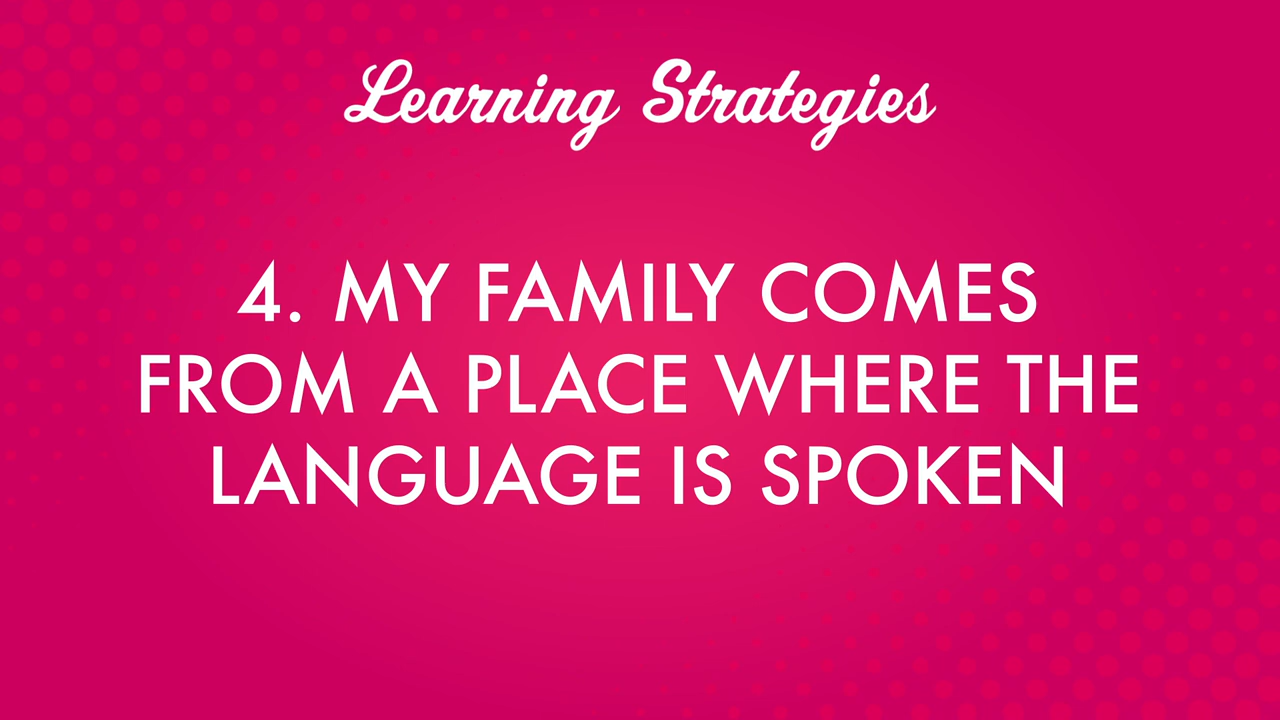 Learning Strategies
4. MY FAMILY COMES
FROM A PLACE WHERE THE
LANGUAGE IS SPOKEN